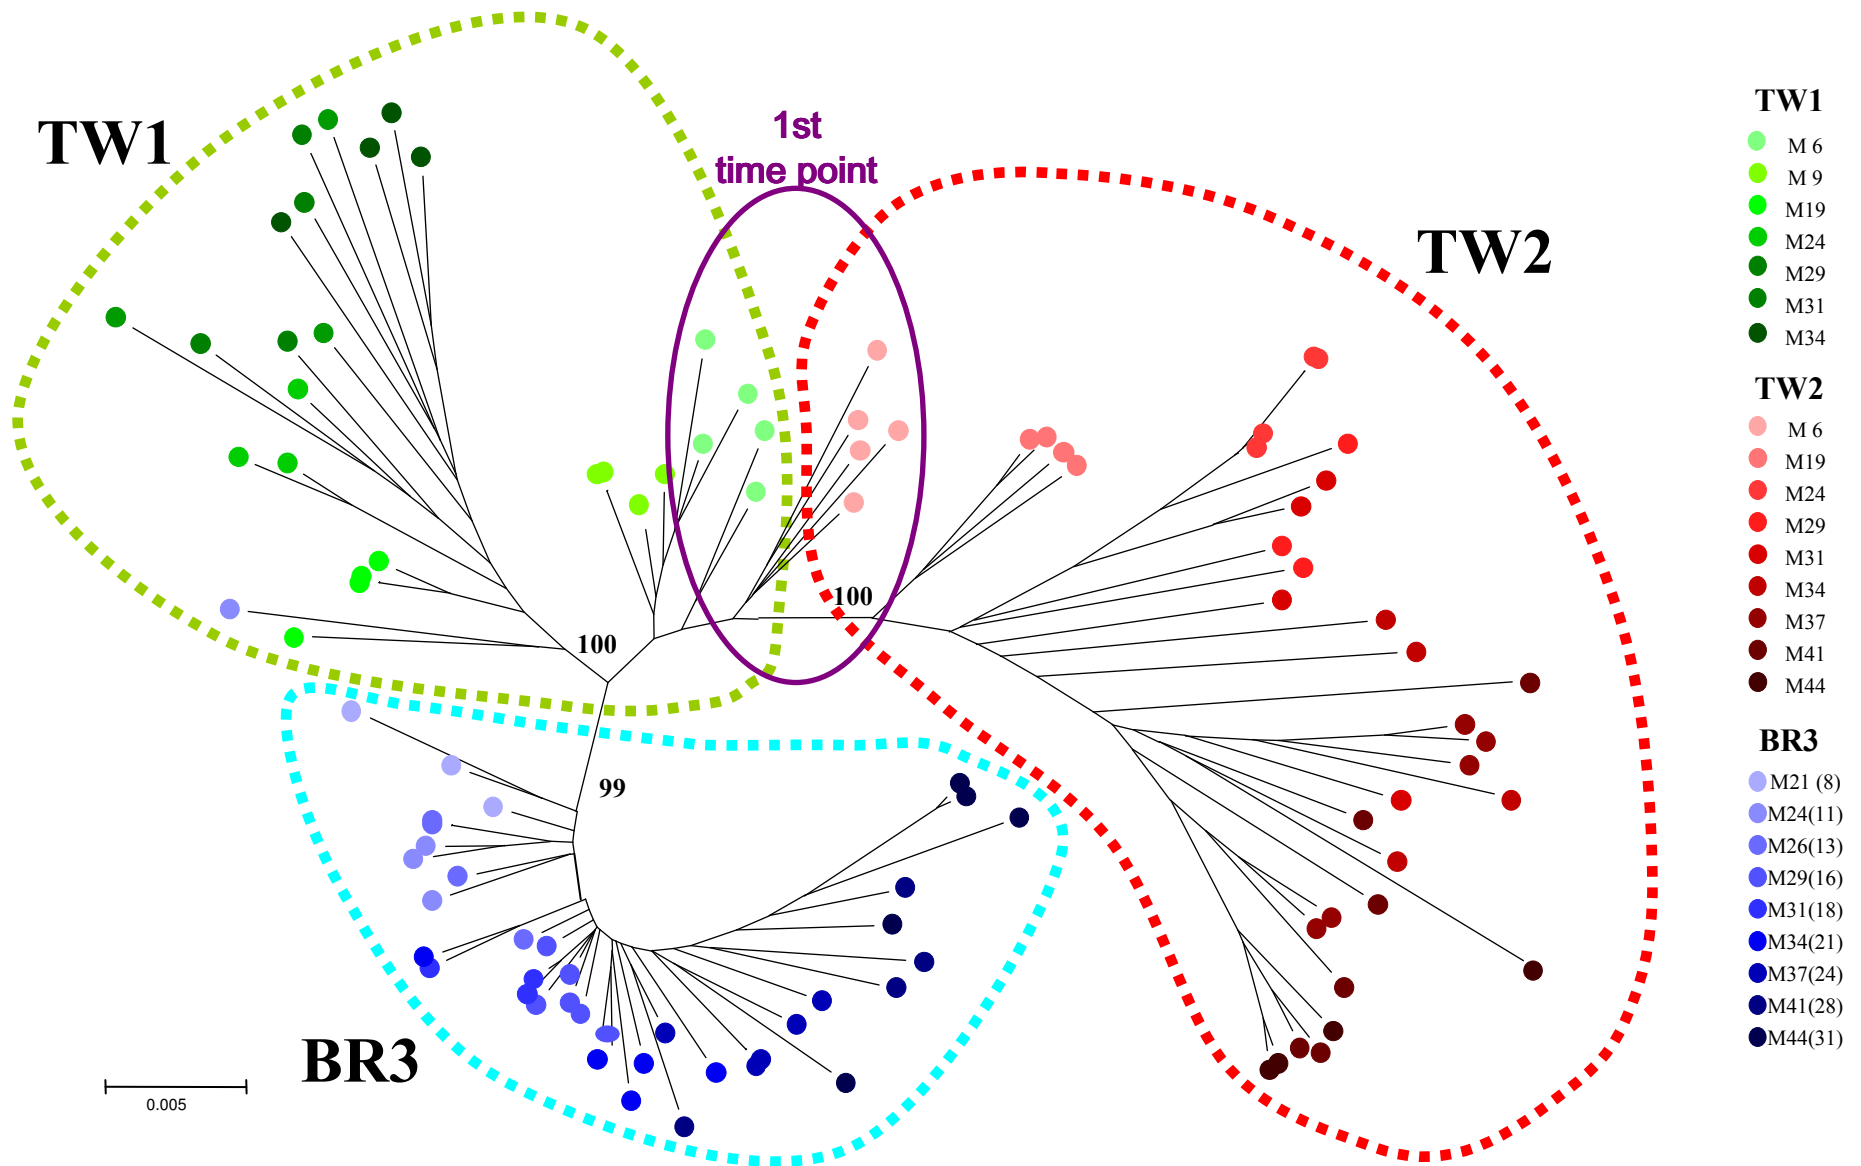 TW1
1st
time point
TW2
100
100
99
BR3
0.005
TW1
M 6
M 9
M19
M24
M29
M31
M34
TW2
M 6
M19
M24
M29
M31
M34
M37
M41
M44
BR3
M21 (8)
M24(11)
M26(13)
M29(16)
M31(18)
M34(21)
M37(24)
M41(28)
M44(31)